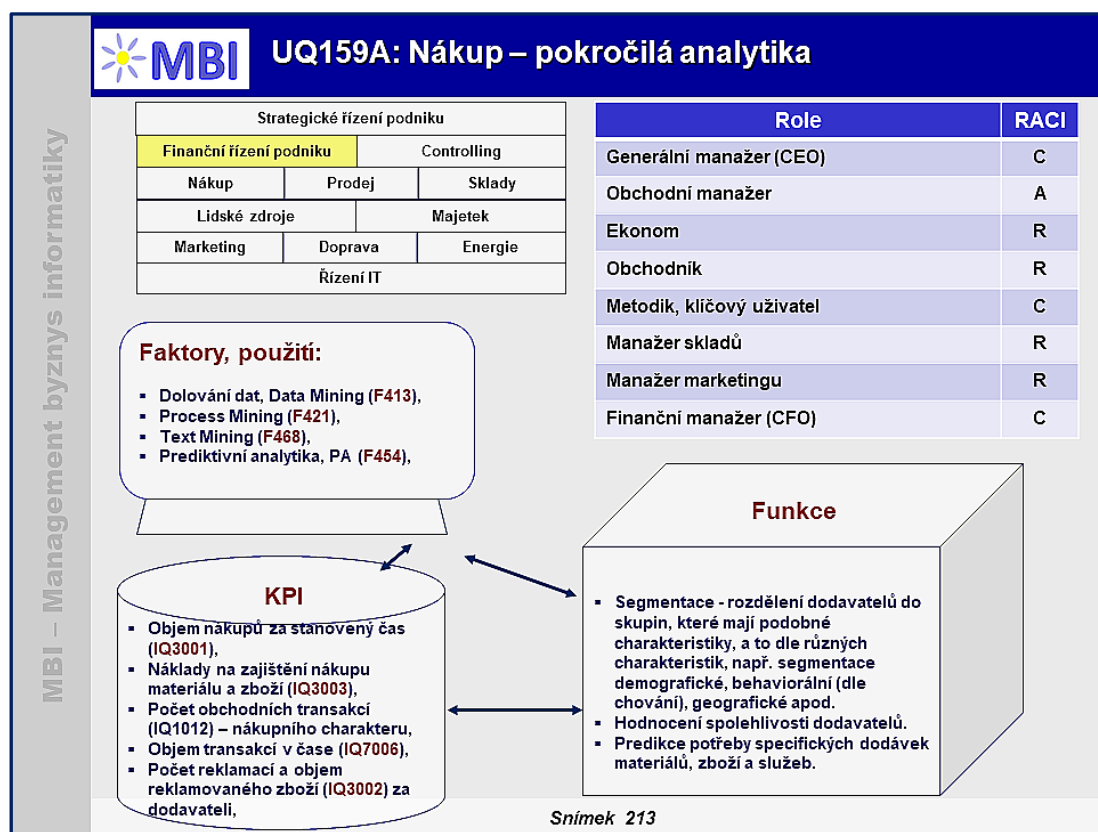 MBI
UQ159A: Nákup – pokročilá analytika
MBI – Management byznys informatiky
Strategické řízení podniku
Finanční řízení podniku
Controlling
Nákup
Prodej
Sklady
Lidské zdroje
Majetek
Marketing
Doprava
Energie
Řízení IT
Role RACI
Generální manažer (CEO) C
Obchodní manažer A
Ekonom R
Obchodník R
Metodik, klíčový uživatel C
Manažer skladů R
Manažer marketingu R
Finanční manažer (CFO) C
Faktory, použití:
▪ Dolování dat, Data Mining (F413),
▪ Process Mining (F421),
▪ Text Mining (F468),
▪ Prediktivní analytika, PA (F454),
KPI
▪ Objem nákupů za stanovený čas
(IQ3001),
▪ Náklady na zajištění nákupu
materiálu a zboží (IQ3003),
▪ Počet obchodních transakcí
(IQ1012) – nákupního charakteru,
▪ Objem transakcí v čase (IQ7006),
▪ Počet reklamací a objem
reklamovaného zboží (IQ3002) za
dodavateli,
Funkce
▪ Segmentace - rozdělení dodavatelů do
skupin, které mají podobné
charakteristiky, a to dle různých
charakteristik, např. segmentace
demografické, behaviorální (dle
chování), geografické apod.
▪ Hodnocení spolehlivosti dodavatelů.
▪ Predikce potřeby specifických dodávek
materiálů, zboží a služeb.
Snímek 213